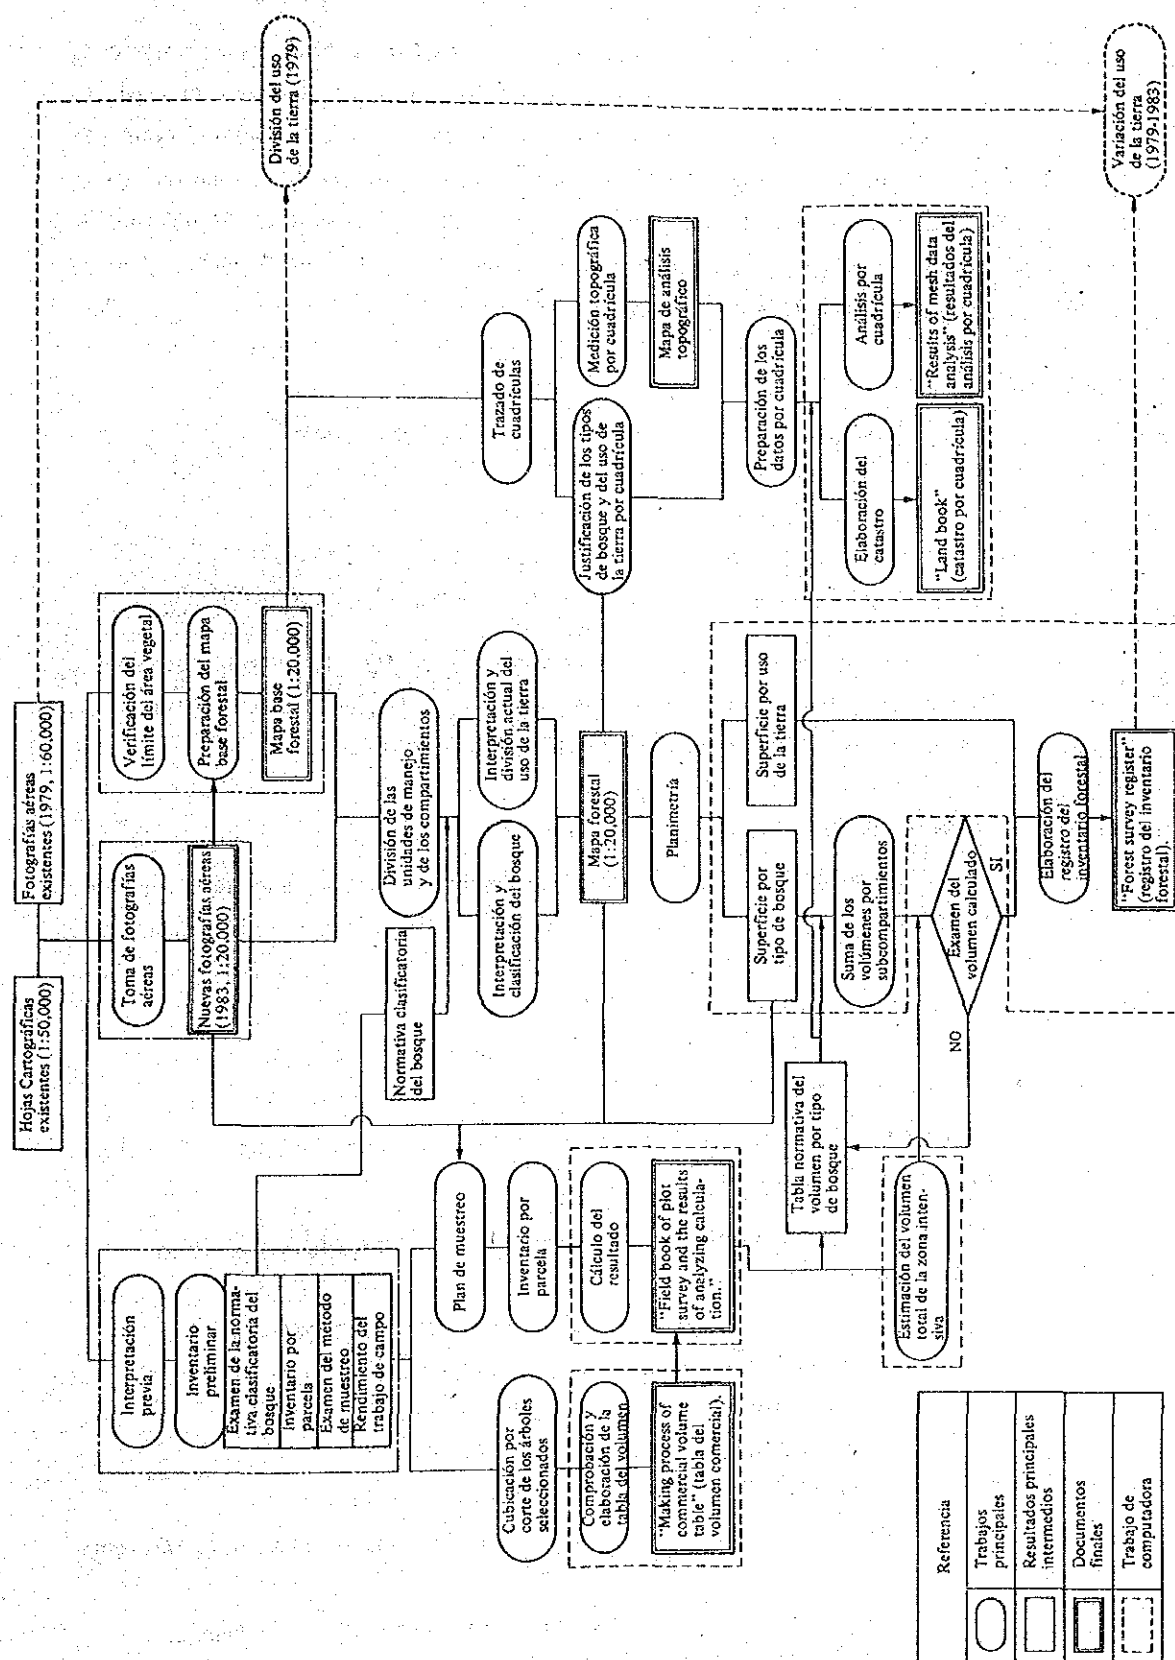 Hojas Cartográficas
existentes (1:50,000)
Fotografías aéreas
existentes (1979, 1:60,000)
Interpretación
previa
Inventario
preliminar
Examen de la norma-
tiva clasificatoria del
bosque
Inventario por
parcela
Examen del método
de muestreo
Rendimiento del
trabajo de campo
Toma de fotografías
aéreas
Nuevas fotografías aéreas
(1983, 1:20,000)
Verificación del
límite del área vegetal
Preparación del mapa
base forestal
Mapa base
forestal (1:20,000)
División del uso
de la tierra (1979)
Normativa clasificatoria
del bosque
División de las
unidades de manejo
y de los compartimientos
Plan de muestreo
Interpretación y
clasificación del bosque
Interpretación y
división actual del
uso de la tierra
Trazado de
cuadrículas
Cubicación por
corte de los árboles
seleccionados
Inventario por
parcela
Mapa forestal
(1:20,000)
Justificación de los tipos
de bosque y del uso de
la tierra por cuadrícula
Medición topográfica
por cuadrícula
Mapa de análisis
topográfico
Comprobación y
elaboración de la
tabla del volumen
Cálculo del
resultado
Planimetría
"Making process of
commercial volume
table" (tabla del
volumen comercial).
"Field book of plot
survey and the results
of analyzing calcula-
tion."
Superficie por
tipo de bosque
Superficie por uso
de la tierra
Preparación de los
datos por cuadrícula
Tabla normativa del
volumen por tipo
de bosque
Suma de los
volúmenes por
subcompartimientos
Elaboración del
catastro
Análisis por
cuadrícula
"Land book"
(catastro por cuadrícula)
"Results of mesh data
analysis" (resultados del
análisis por cuadrícula)
Estimación del volumen
total de la zona inten-
siva
Examen del
volumen calculado
NO
SI
Elaboración del
registro del
inventario forestal
"Forest survey register"
(registro del inventario
forestal).
Variación del uso
de la tierra
(1979-1983)
Referencia
Trabajos
principales
Resultados principales
intermedios
Documentos
finales
Trabajo de
computadora